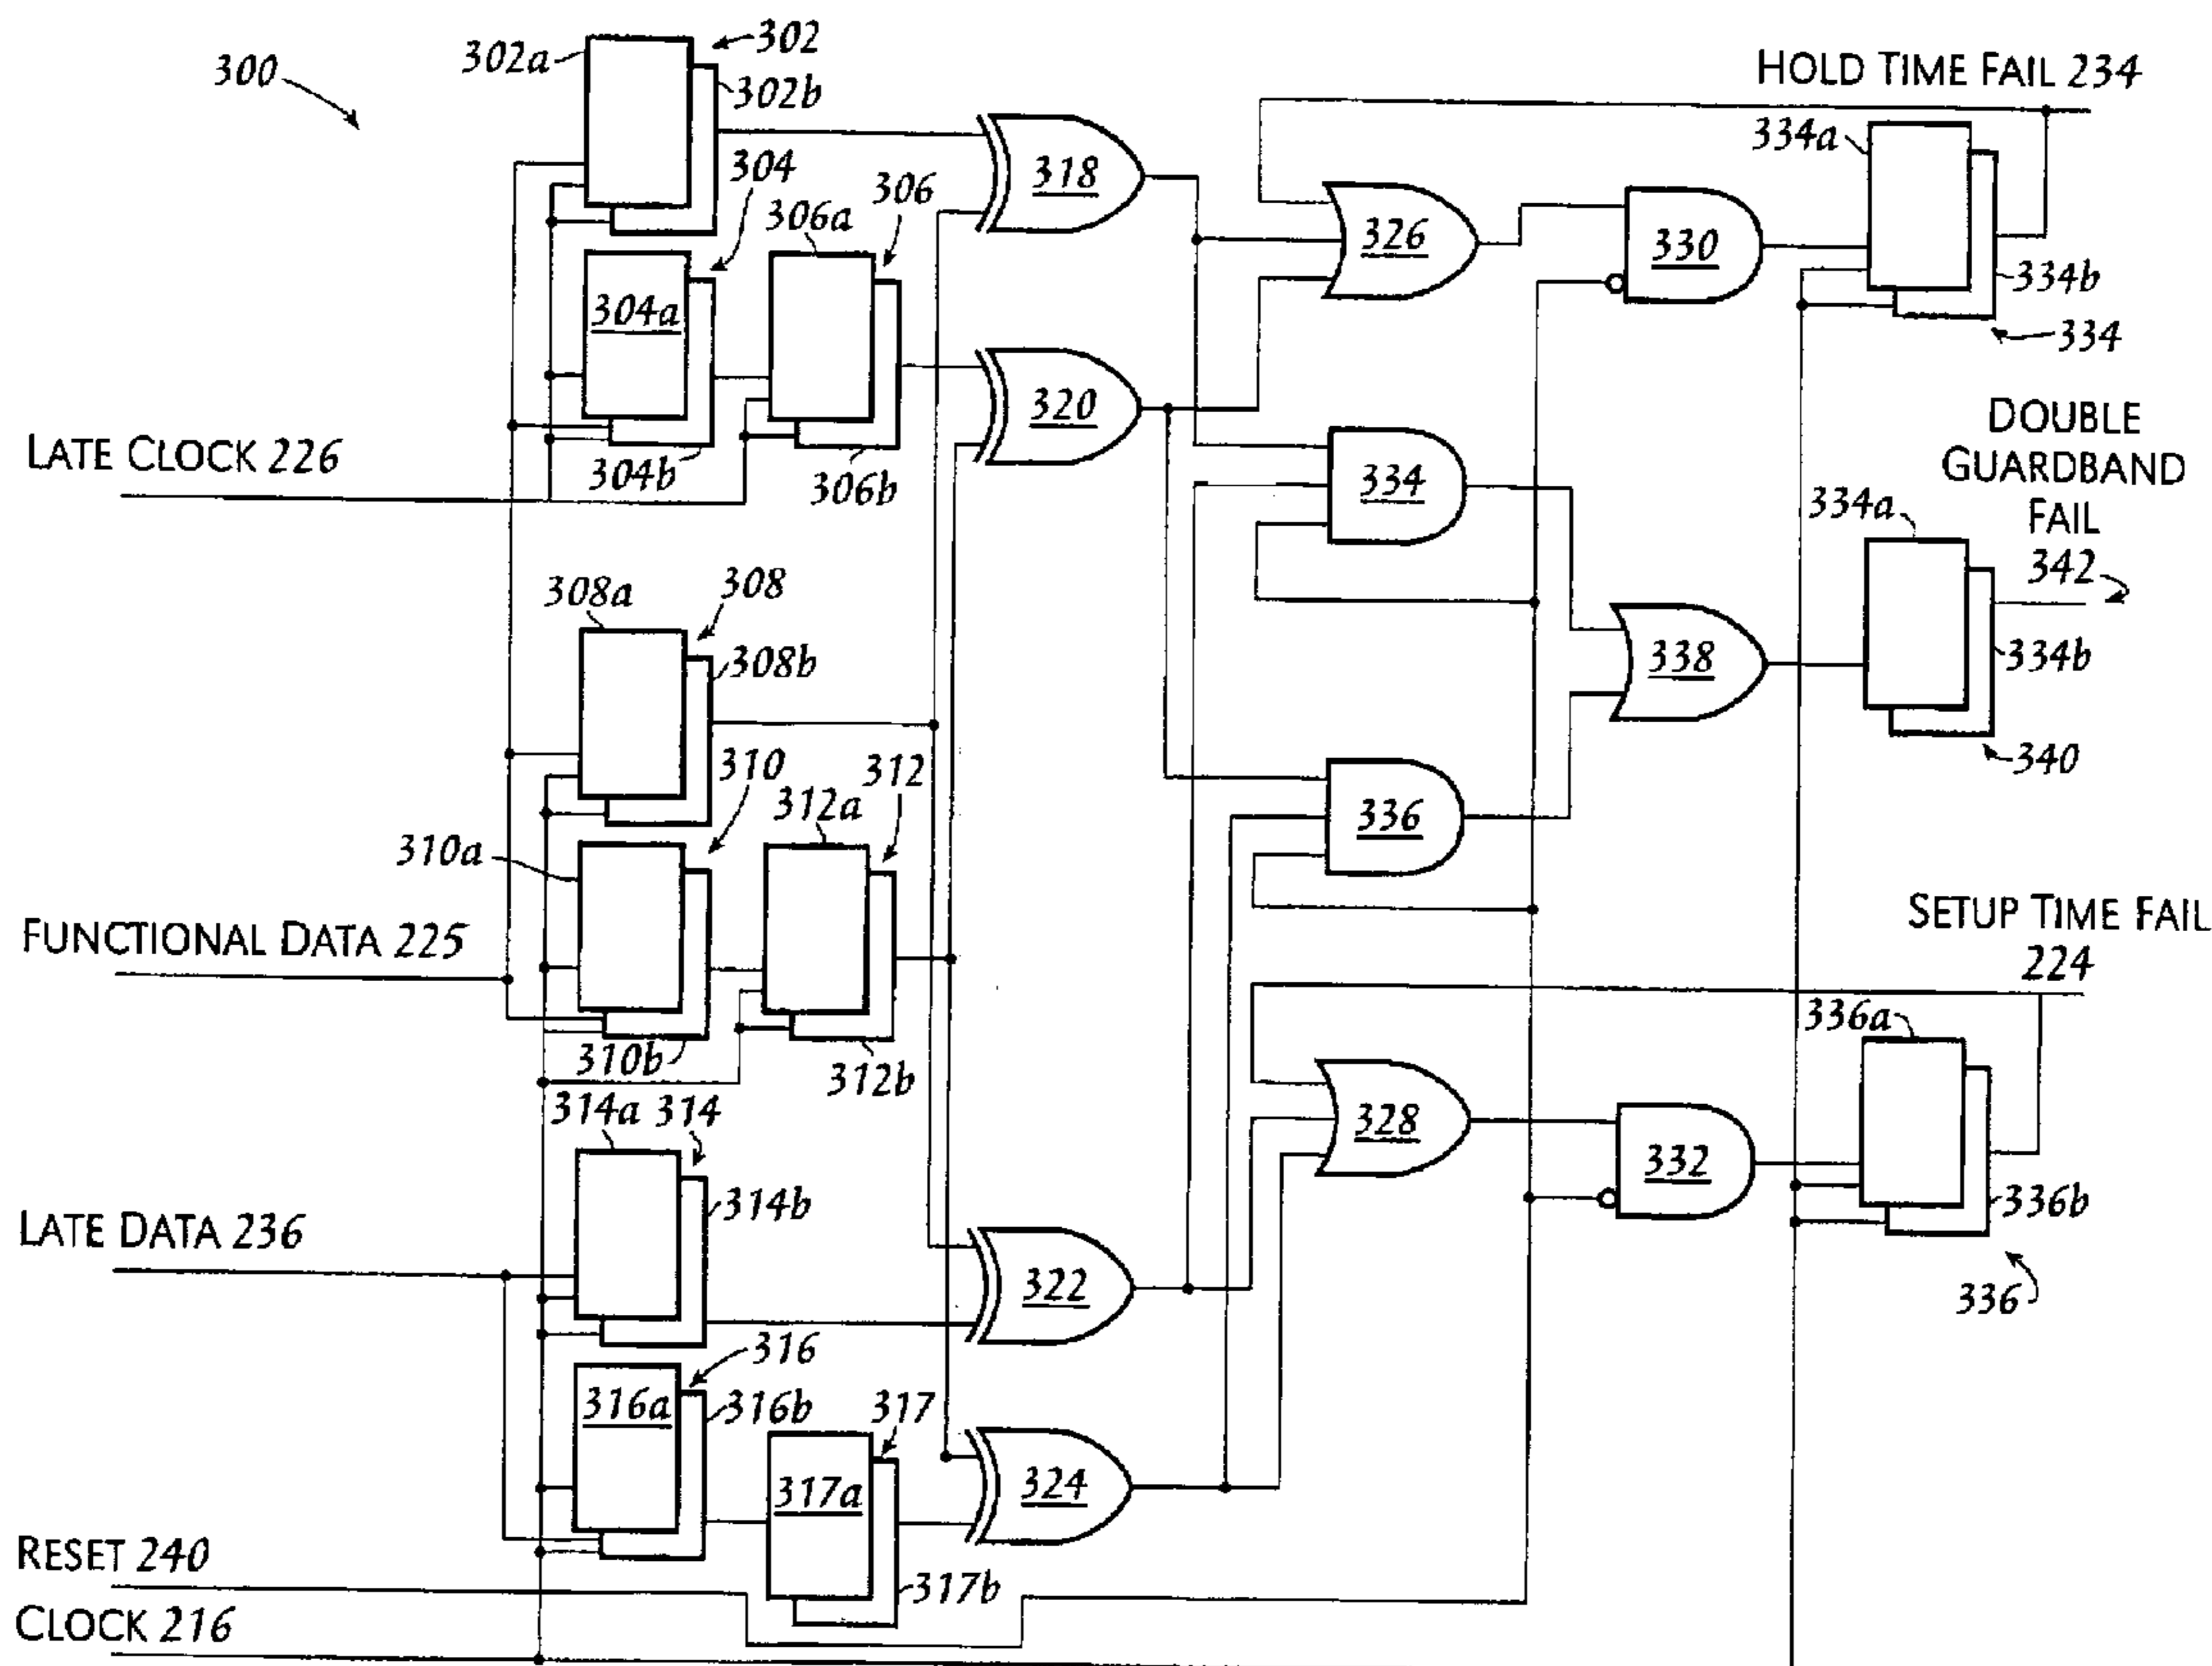 300
302a
302
302b
304
304a
304b
306a
306
306b
LATE CLOCK 226
308a
308
308b
310
310a
310b
312a
312
312b
FUNCTIONAL DATA 225
314a 314
314b
LATE DATA 236
316
316a
316b
317
317a
317b
RESET 240
CLOCK 216
318
320
322
324
326
334
336
328
330
338
332
HOLD TIME FAIL 234
334a
334b
334
DOUBLE
GUARDBAND
FAIL
342
334a
334b
340
SETUP TIME FAIL
224
336a
336b
336